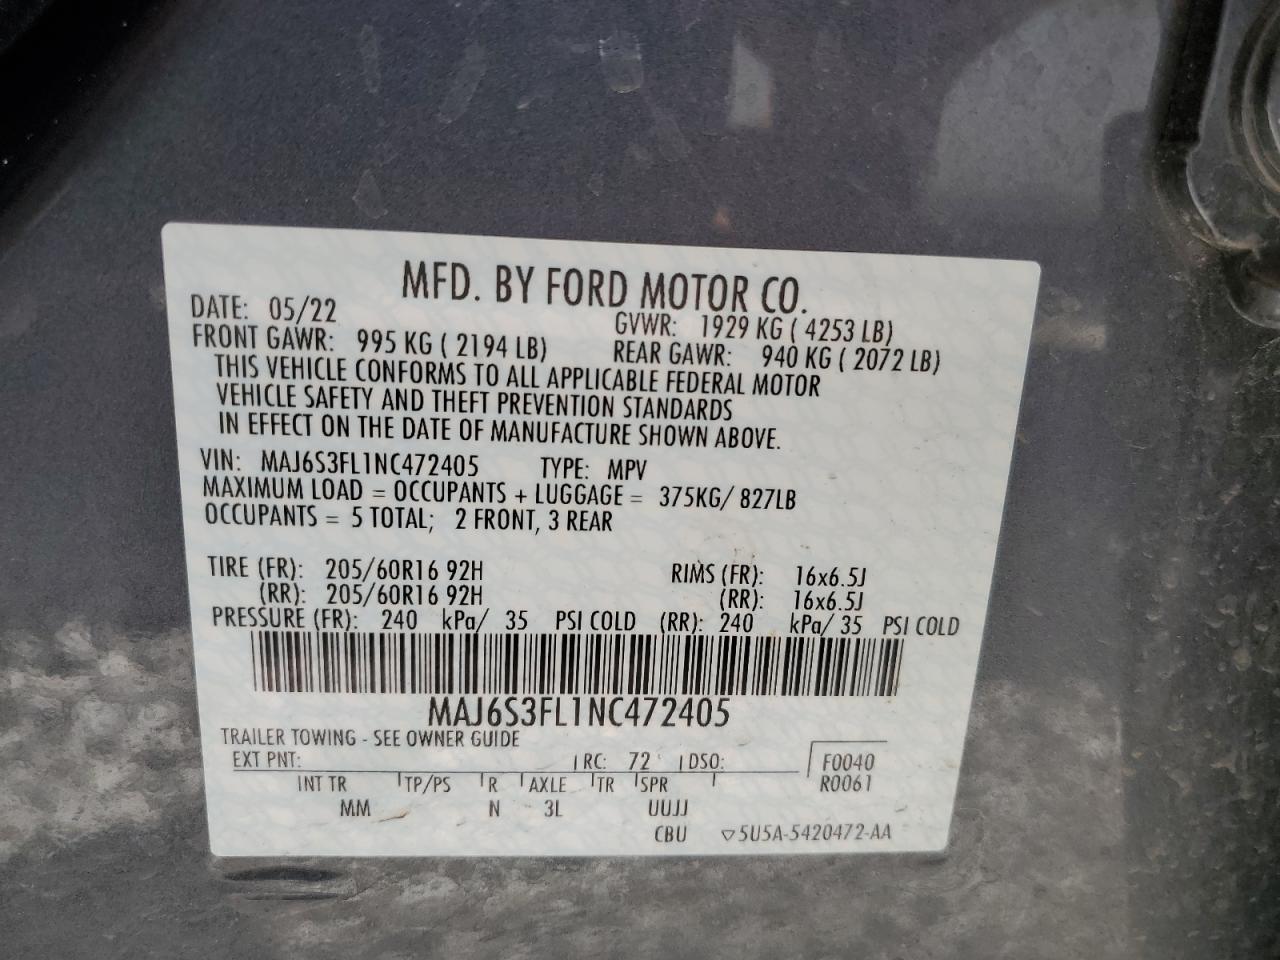 MFD. BY FORD MOTOR CO.
DATE: 05/22 GVWR: 1929 KG ( 4253 LB)
FRONT GAWR: 995 KG ( 2194 LB) REAR GAWR: 940 KG ( 2072 LB)
THIS VEHICLE CONFORMS TO ALL APPLICABLE FEDERAL MOTOR
VEHICLE SAFETY AND THEFT PREVENTION STANDARDS
IN EFFECT ON THE DATE OF MANUFACTURE SHOWN ABOVE.
VIN: MAJ6S3FL1NC472405 TYPE: MPV
MAXIMUM LOAD = OCCUPANTS + LUGGAGE = 375KG/ 827LB
OCCUPANTS = 5 TOTAL; 2 FRONT, 3 REAR
TIRE (FR): 205/60R16 92H RIMS (FR): 16x6.5J
(RR): 205/60R16 92H (RR): 16x6.5J
PRESSURE (FR): 240 kPa/ 35 PSI COLD (RR): 240 kPa/ 35 PSI COLD
MAJ6S3FL1NC472405
TRAILER TOWING - SEE OWNER GUIDE
EXT PNT: RC: 72 DSO: F0040
INT TR TP/PS R AXLE TR SPR R0061
MM N 3L UUJJ
CBU ▽5U5A-5420472-AA